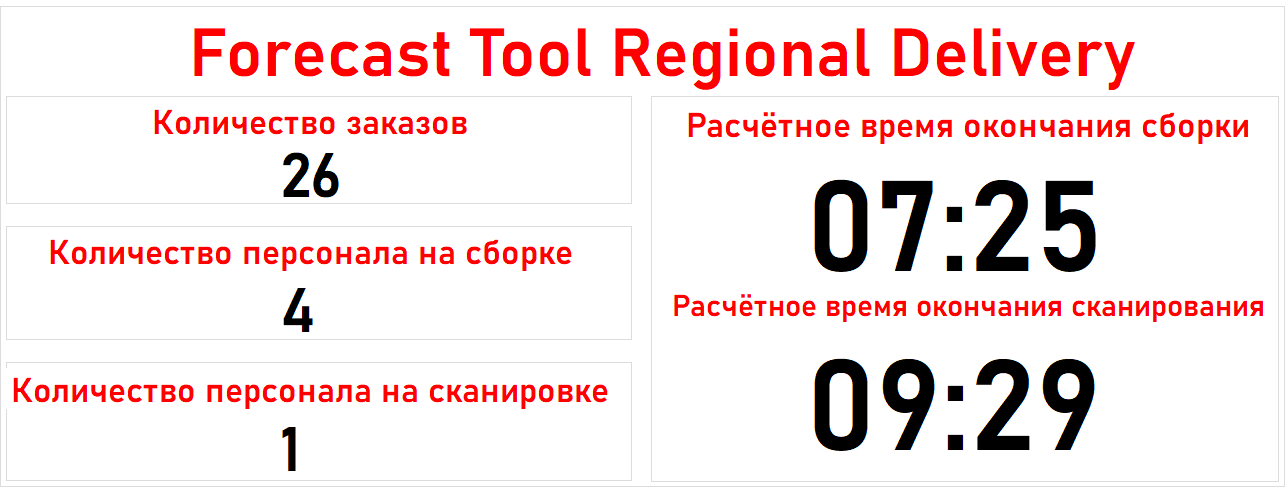 Forecast Tool Regional Delivery
Количество заказов
26
Количество персонала на сборке
4
Количество персонала на сканировке
1
Расчётное время окончания сборки
07:25
Расчётное время окончания сканирования
09:29